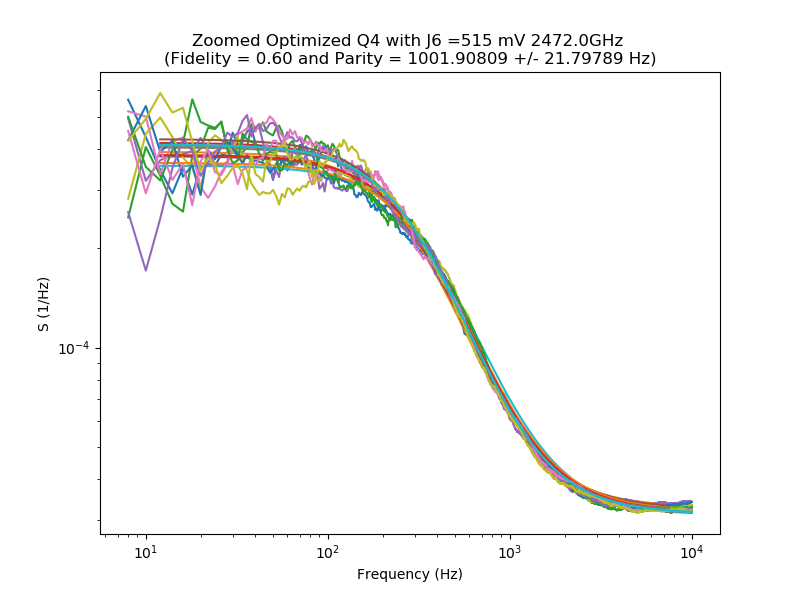 Zoomed Optimized Q4 with J6 =515 mV 2472.0GHz
(Fidelity = 0.60 and Parity = 1001.90809 +/- 21.79789 Hz)
S (1/Hz)
10⁻⁴
10¹ 10² 10³ 10⁴
Frequency (Hz)